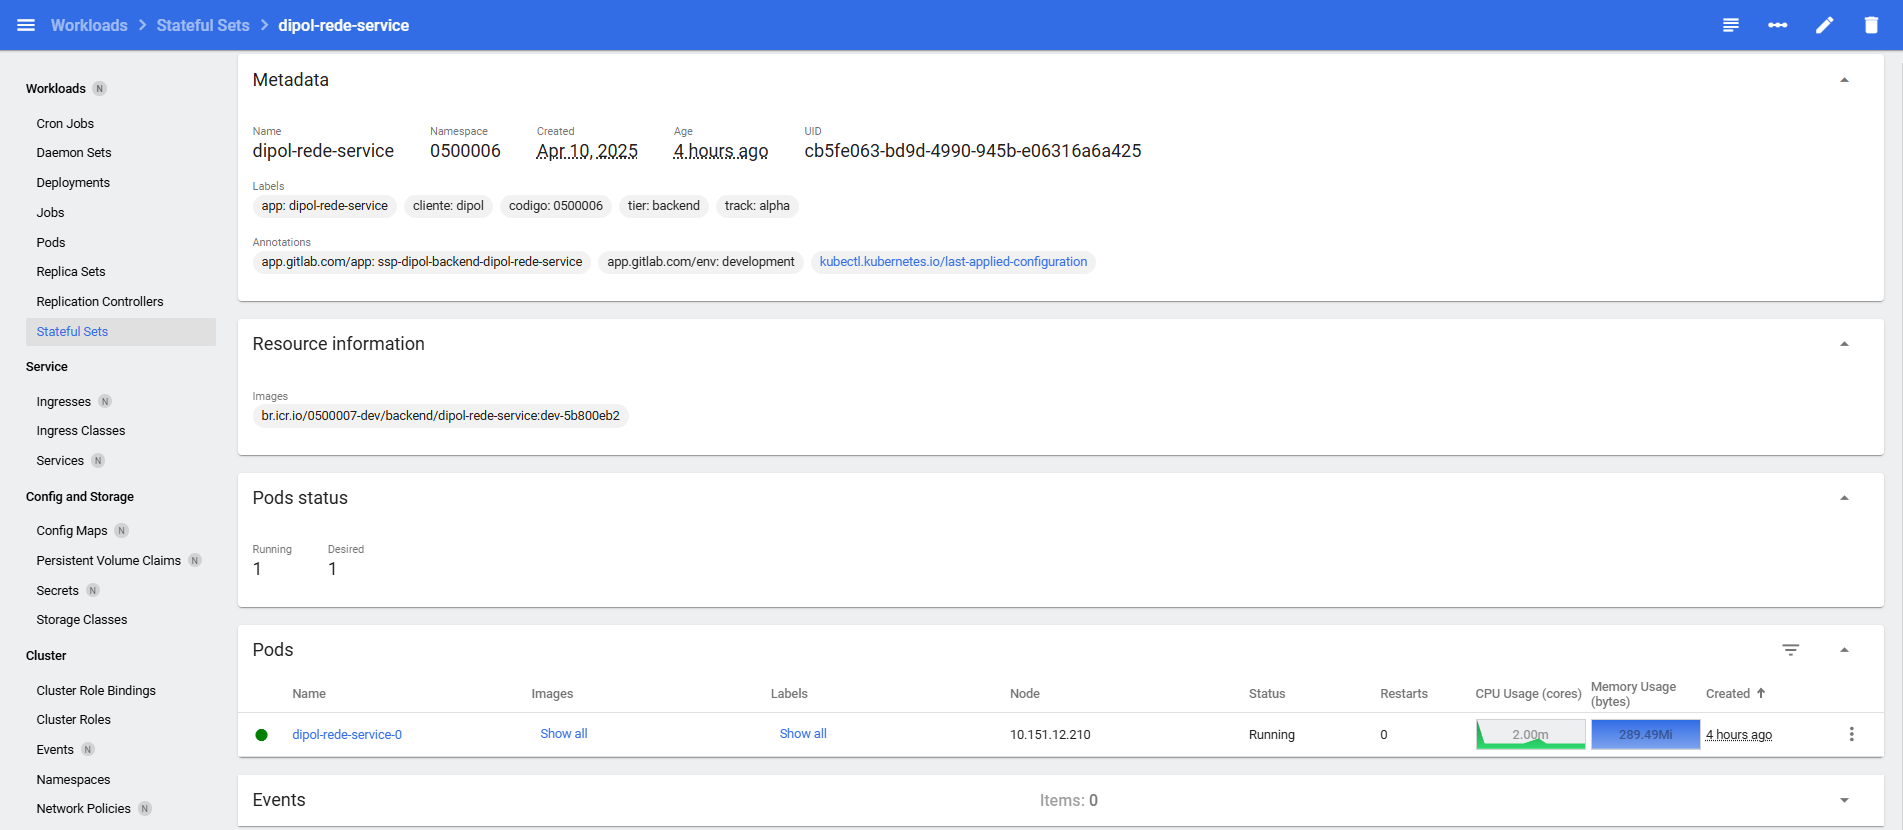 Workloads > Stateful Sets > dipol-rede-service
Workloads N
Cron Jobs
Daemon Sets
Deployments
Jobs
Pods
Replica Sets
Replication Controllers
Stateful Sets
Service
Ingresses N
Ingress Classes
Services N
Config and Storage
Config Maps N
Persistent Volume Claims N
Secrets N
Storage Classes
Cluster
Cluster Role Bindings
Cluster Roles
Events N
Namespaces
Network Policies N
Metadata
Name Namespace Created Age UID
dipol-rede-service 0500006 Apr 10, 2025 4 hours ago cb5fe063-bd9d-4990-945b-e06316a6a425
Labels
app: dipol-rede-service cliente: dipol codigo: 0500006 tier: backend track: alpha
Annotations
app.gitlab.com/app: ssp-dipol-backend-dipol-rede-service app.gitlab.com/env: development kubectl.kubernetes.io/last-applied-configuration
Resource information
Images
br.icr.io/0500007-dev/backend/dipol-rede-service:dev-5b800eb2
Pods status
Running Desired
1 1
Pods
Name Images Labels Node Status Restarts CPU Usage (cores) Memory Usage (bytes) Created
dipol-rede-service-0 Show all Show all 10.151.12.210 Running 0 2.00m 289.49Mi 4 hours ago
Events Items: 0